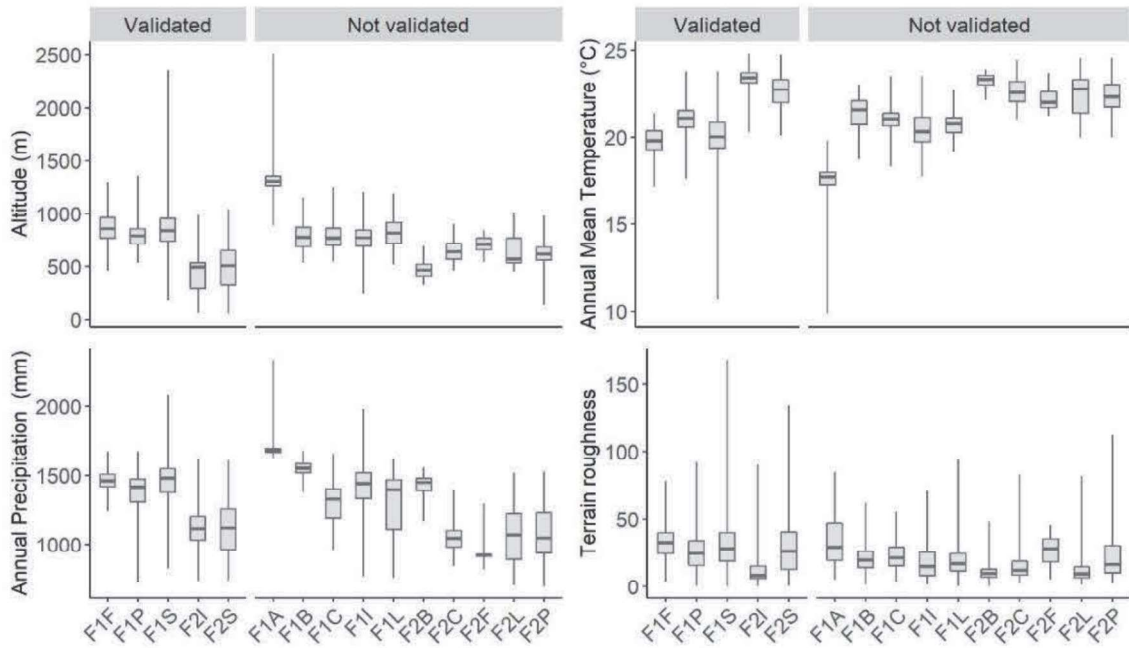 Validated Not validated
Validated Not validated
Altitude (m)
2500
2000
1500
1000
500
0
Annual Mean Temperature (°C)
25
20
15
10
Annual Precipitation (mm)
2000
1500
1000
Terrain roughness
150
100
50
0
F1F F1P F1S F2I F2S F1A F1B F1C F1I F1L F2B F2C F2F F2L F2P
F1F F1P F1S F2I F2S F1A F1B F1C F1I F1L F2B F2C F2F F2L F2P